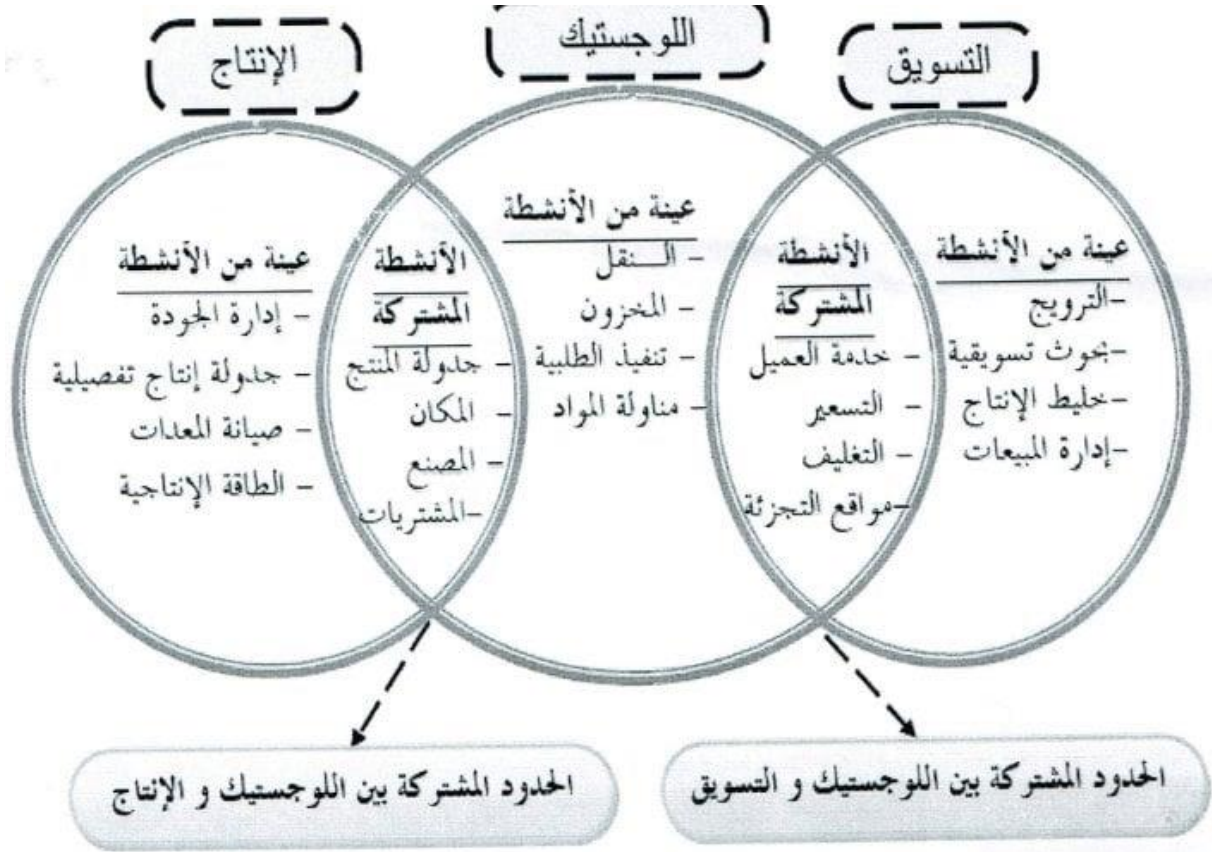 التسويق
اللوجستيك
الإنتاج
عينة من الأنشطة
-الترويج
-بحوث تسويقية
-خليط الإنتاج
-إدارة المبيعات
الأنشطة
المشتركة
- خدمة العميل
- التسعير
- التغليف
-مواقع التجزئة
عينة من الأنشطة
- الـــنقل
- المخزون
- تنفيذ الطلبية
- مناولة المواد
الأنشطة
المشتركة
- جدولة المنتج
- المكان
- المصنع
-المشتريات
عينة من الأنشطة
- إدارة الجودة
- جدولة إنتاج تفصيلية
- صيانة المعدات
- الطاقة الإنتاجية
الحدود المشتركة بين اللوجستيك و التسويق
الحدود المشتركة بين اللوجستيك و الإنتاج